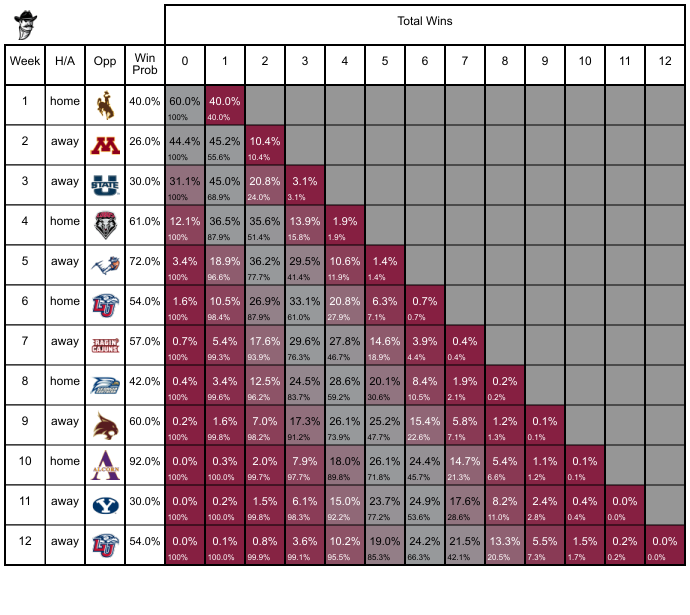 Total Wins
Week H/A Opp Win Prob 0 1 2 3 4 5 6 7 8 9 10 11 12
1 home 40.0% 60.0% 40.0%
100% 40.0%
2 away M 26.0% 44.4% 45.2% 10.4%
100% 55.6% 10.4%
3 away U STATE 30.0% 31.1% 45.0% 20.8% 3.1%
100% 68.9% 24.0% 3.1%
4 home 61.0% 12.1% 36.5% 35.6% 13.9% 1.9%
100% 87.9% 51.4% 15.8% 1.9%
5 away 72.0% 3.4% 18.9% 36.2% 29.5% 10.6% 1.4%
100% 96.6% 77.7% 41.4% 11.9% 1.4%
6 home LU 54.0% 1.6% 10.5% 26.9% 33.1% 20.8% 6.3% 0.7%
100% 98.4% 87.9% 61.0% 27.9% 7.1% 0.7%
7 away RAGIN CAJUNS 57.0% 0.7% 5.4% 17.6% 29.6% 27.8% 14.6% 3.9% 0.4%
100% 99.3% 93.9% 76.3% 46.7% 18.9% 4.4% 0.4%
8 home 42.0% 0.4% 3.4% 12.5% 24.5% 28.6% 20.1% 8.4% 1.9% 0.2%
100% 99.6% 96.2% 83.7% 59.2% 30.6% 10.5% 2.1% 0.2%
9 away 60.0% 0.2% 1.6% 7.0% 17.3% 26.1% 25.2% 15.4% 5.8% 1.2% 0.1%
100% 99.8% 98.2% 91.2% 73.9% 47.7% 22.6% 7.1% 1.3% 0.1%
10 home A ALCORN 92.0% 0.0% 0.3% 2.0% 7.9% 18.0% 26.1% 24.4% 14.7% 5.4% 1.1% 0.1%
100% 100.0% 99.7% 97.7% 89.8% 71.8% 45.7% 21.3% 6.6% 1.2% 0.1%
11 away Y 30.0% 0.0% 0.2% 1.5% 6.1% 15.0% 23.7% 24.9% 17.6% 8.2% 2.4% 0.4% 0.0%
100% 100.0% 99.8% 98.3% 92.2% 77.2% 53.6% 28.6% 11.0% 2.8% 0.4% 0.0%
12 away LU 54.0% 0.0% 0.1% 0.8% 3.6% 10.2% 19.0% 24.2% 21.5% 13.3% 5.5% 1.5% 0.2% 0.0%
100% 100.0% 99.9% 99.1% 95.5% 85.3% 66.3% 42.1% 20.5% 7.3% 1.7% 0.2% 0.0%